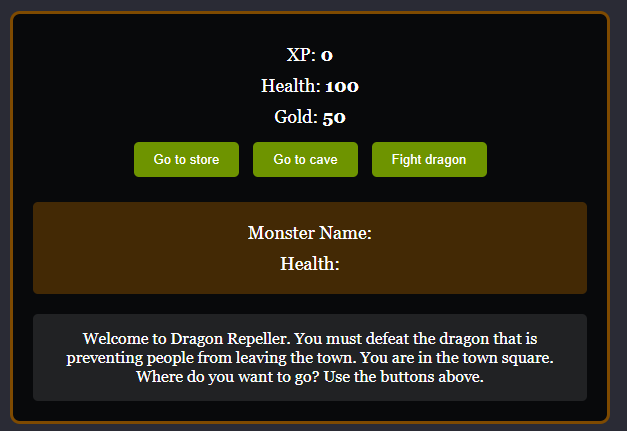 XP: 0
Health: 100
Gold: 50
Go to store Go to cave Fight dragon
Monster Name:
Health:
Welcome to Dragon Repeller. You must defeat the dragon that is
preventing people from leaving the town. You are in the town square.
Where do you want to go? Use the buttons above.